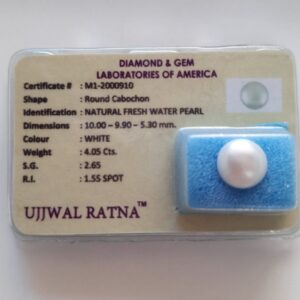 DIAMOND & GEM
LABORATORIES OF AMERICA
Certificate # : M1-2000910
Shape : Round Cabochon
Identification : NATURAL FRESH WATER PEARL
Dimensions : 10.00 - 9.90 - 5.30 mm.
Colour : WHITE
Weight : 4.05 Cts.
S.G. : 2.65
R.I. : 1.55 SPOT
UJJWAL RATNA™